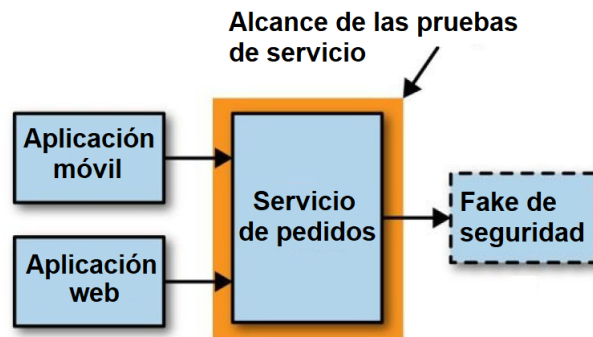 Alcance de las pruebas
de servicio
Aplicación
móvil
Servicio
de pedidos
Fake de
seguridad
Aplicación
web